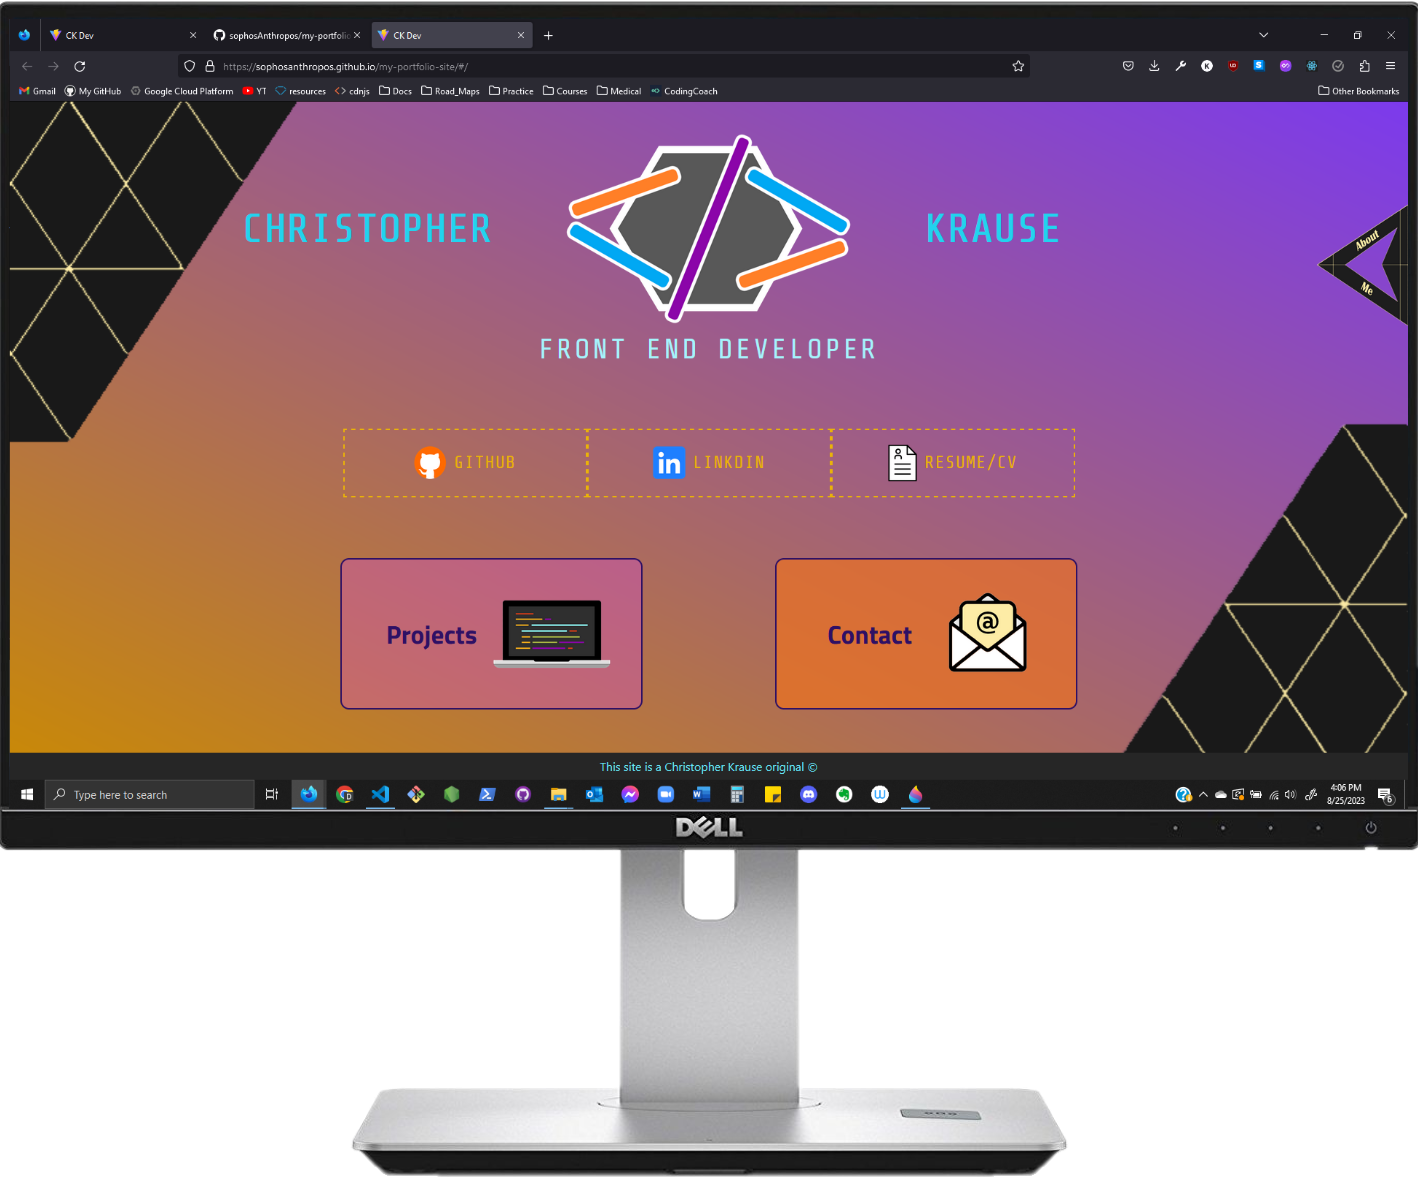 CK Dev
sophosAnthropos/my-portfolio
CK Dev
https://sophosanthropos.github.io/my-portfolio-site/#/
Gmail My GitHub Google Cloud Platform YT resources cdnjs Docs Road_Maps Practice Courses Medical CodingCoach Other Bookmarks
CHRISTOPHER KRAUSE
About
Me
FRONT END DEVELOPER
GITHUB LINKDIN RESUME/CV
Projects Contact
@
This site is a Christopher Krause original ©
Type here to search
4:06 PM
8/25/2023
6
DELL